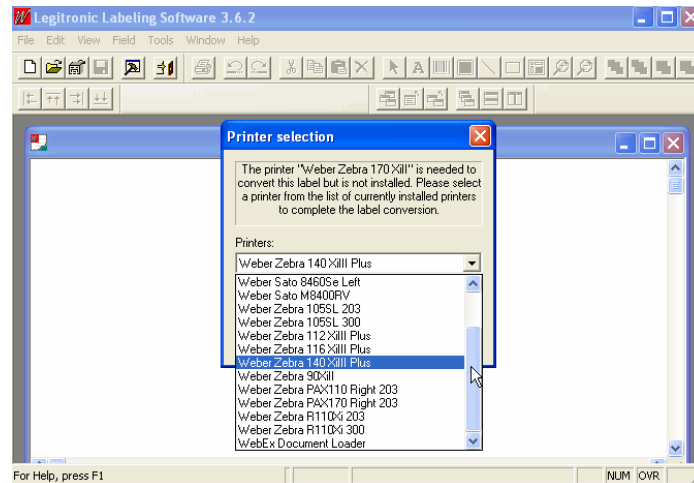 Legitronic Labeling Software 3.6.2
File Edit View Field Tools Window Help
Printer selection
The printer "Weber Zebra 170 XiII" is needed to
convert this label but is not installed. Please select
a printer from the list of currently installed printers
to complete the label conversion.
Printers:
Weber Zebra 140 XiIII Plus
Weber Sato 8460Se Left
Weber Sato M8400RV
Weber Zebra 105SL 203
Weber Zebra 105SL 300
Weber Zebra 112 XiIII Plus
Weber Zebra 116 XiIII Plus
Weber Zebra 140 XiIII Plus
Weber Zebra 90XiII
Weber Zebra PAX110 Right 203
Weber Zebra PAX170 Right 203
Weber Zebra R110Xi 203
Weber Zebra R110Xi 300
WebEx Document Loader
For Help, press F1
NUM OVR